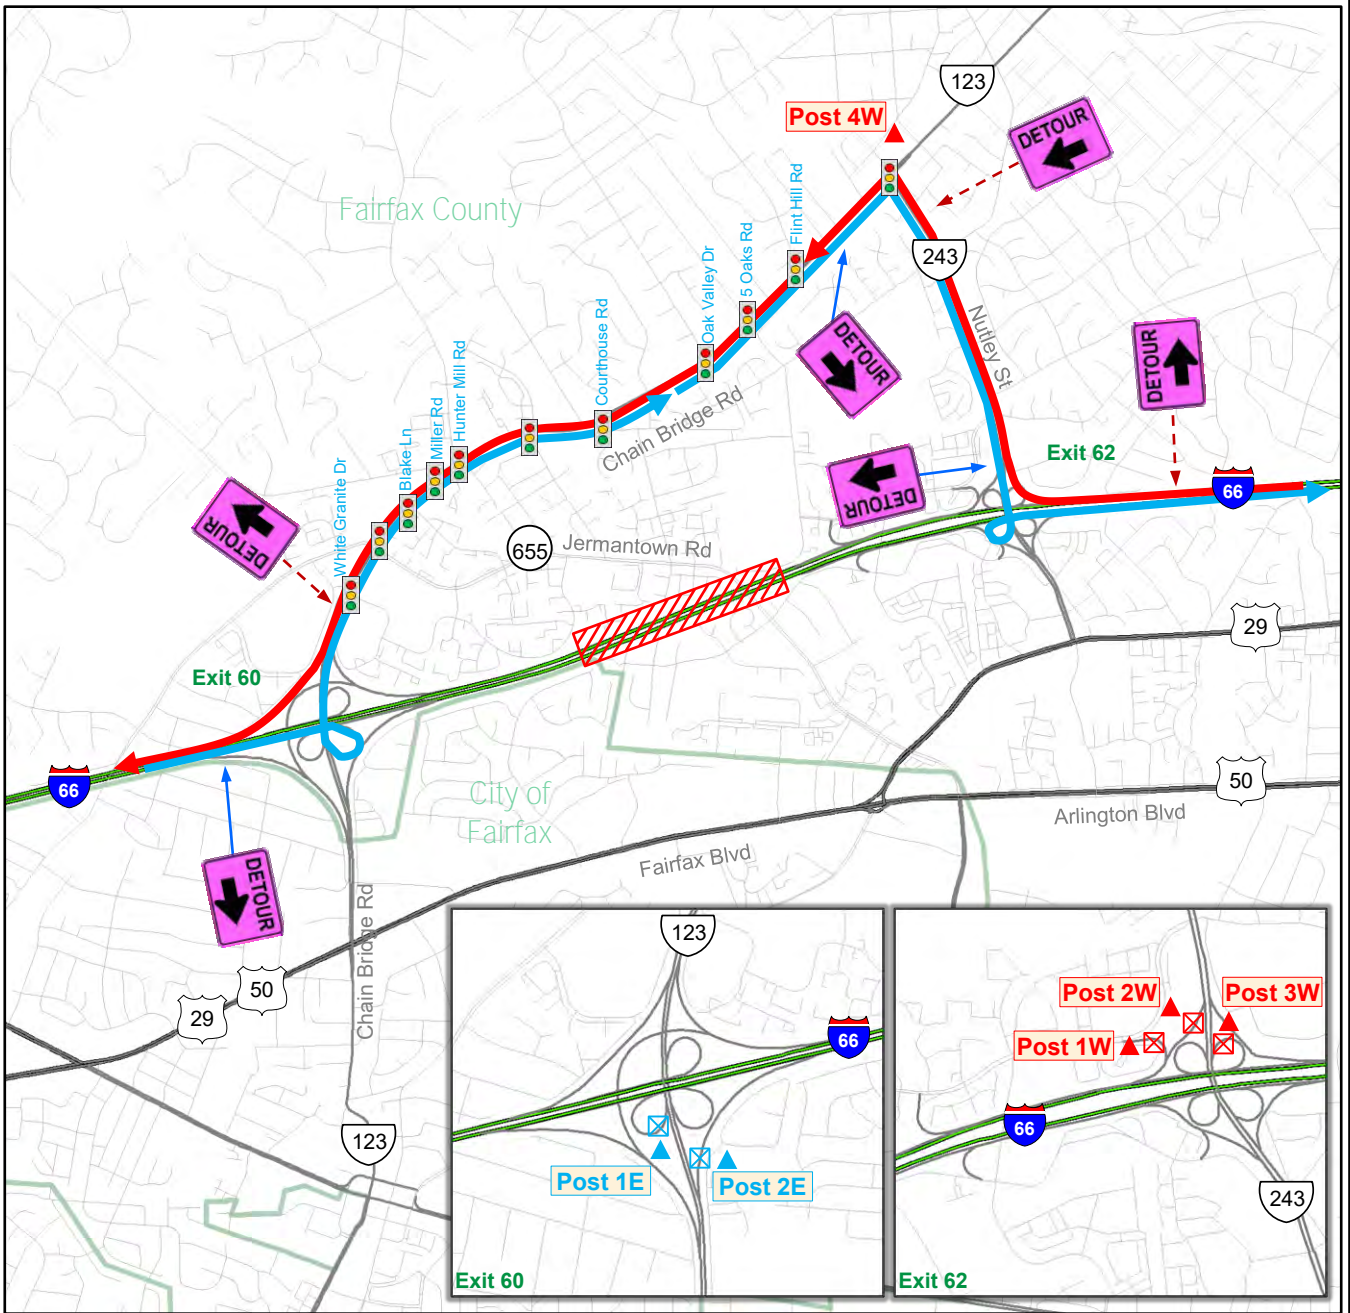 123
Post 4W
DETOUR
Fairfax County
Flint Hill Rd
5 Oaks Rd
Oak Valley Dr
243
Nutley St
DETOUR
DETOUR
Courthouse Rd
Hunter Mill Rd
Miller Rd
Blake Ln
White Granite Dr
Chain Bridge Rd
Exit 62
66
DETOUR
DETOUR
655
Jermantown Rd
29
Exit 60
66
50
City of
Fairfax
Arlington Blvd
Fairfax Blvd
DETOUR
Chain Bridge Rd
50
29
123
123
66
Post 1E
Post 2E
Exit 60
Post 2W
Post 3W
Post 1W
66
243
Exit 62